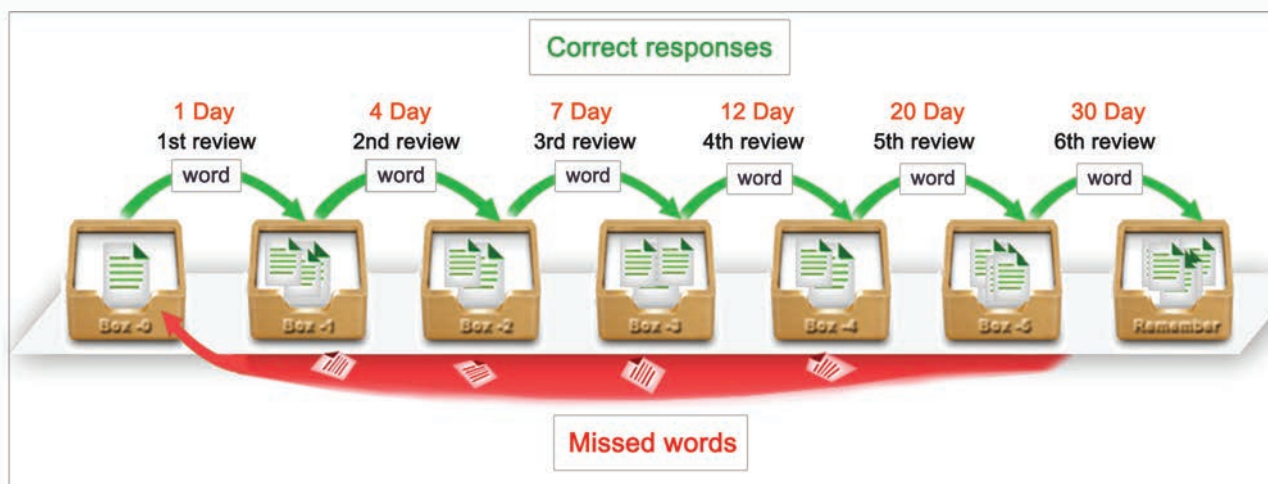 Correct responses
1 Day
1st review
word
4 Day
2nd review
word
7 Day
3rd review
word
12 Day
4th review
word
20 Day
5th review
word
30 Day
6th review
word
Box -0
Box -1
Box -2
Box -3
Box -4
Box -5
Remember
Missed words